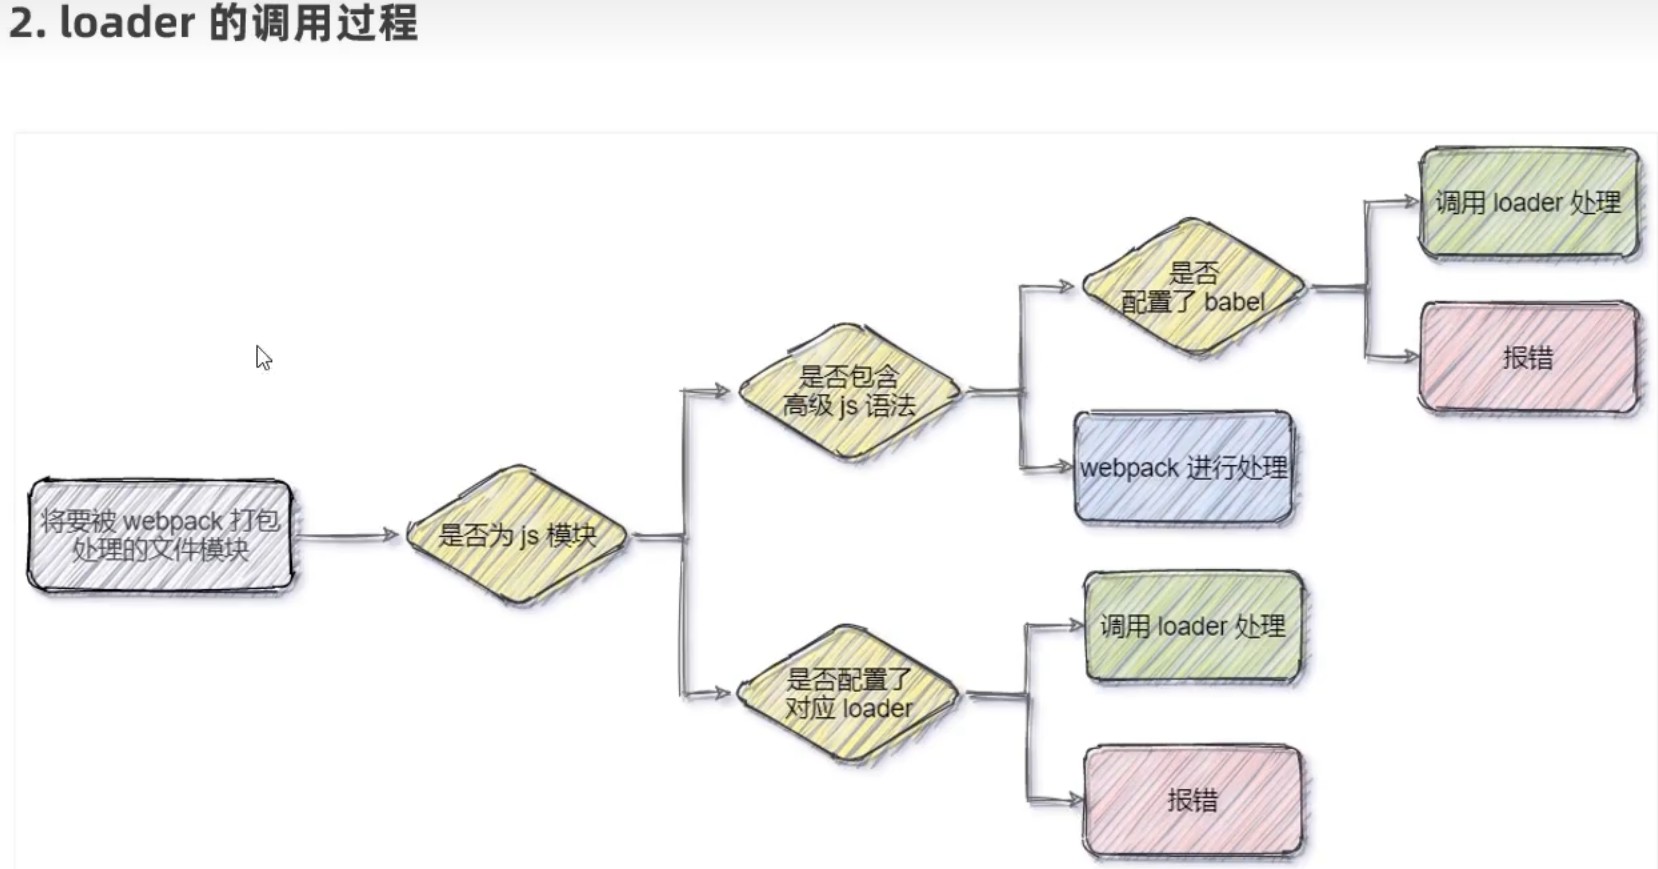 2. loader 的调用过程
将要被 webpack 打包
处理的文件模块
是否为 js 模块
是否包含
高级 js 语法
是否
配置了 babel
调用 loader 处理
报错
webpack 进行处理
是否配置了
对应 loader
调用 loader 处理
报错